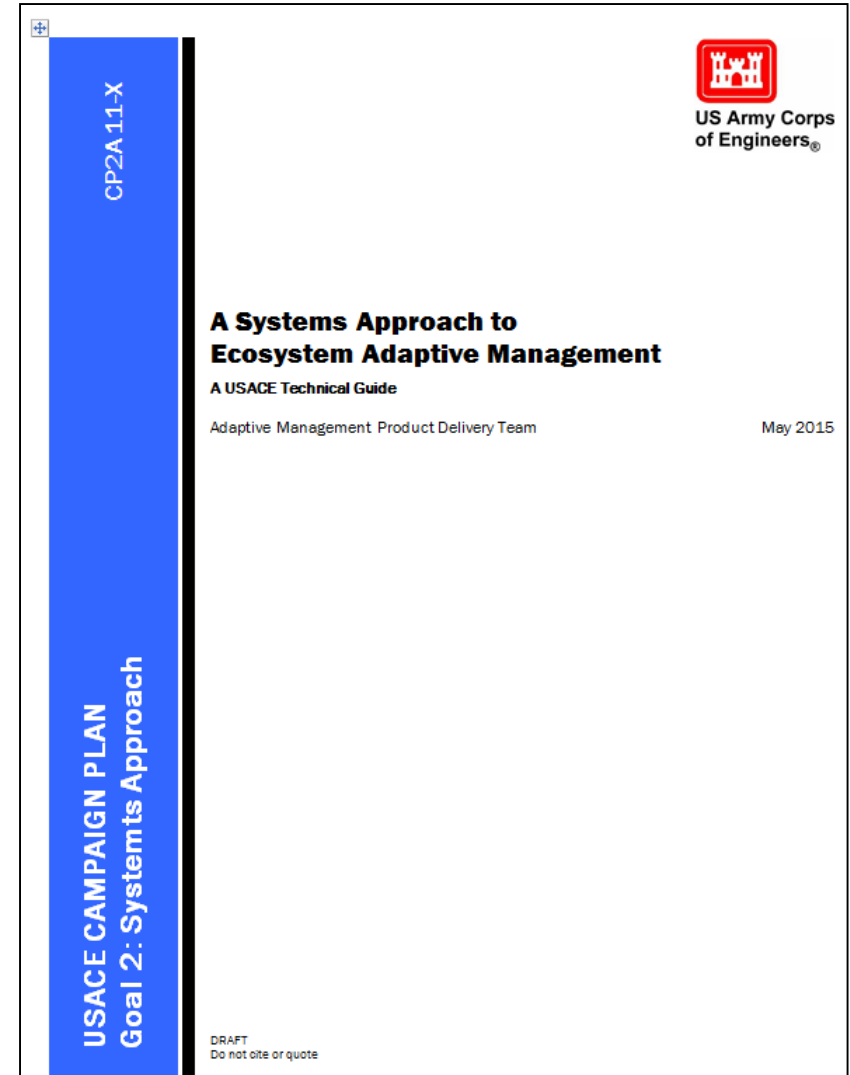 CP2A 11-X
US Army Corps
of Engineers®
A Systems Approach to
Ecosystem Adaptive Management
A USACE Technical Guide
Adaptive Management Product Delivery Team May 2015
USACE CAMPAIGN PLAN
Goal 2: Systemts Approach
DRAFT
Do not cite or quote